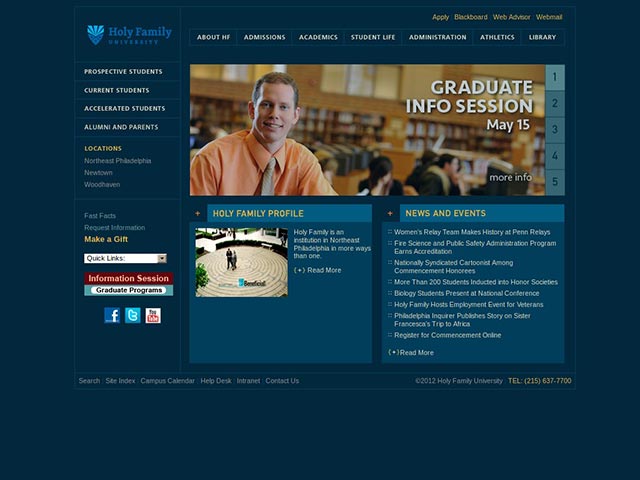 Apply | Blackboard | Web Advisor | Webmail
Holy Family
UNIVERSITY
ABOUT HF
ADMISSIONS
ACADEMICS
STUDENT LIFE
ADMINISTRATION
ATHLETICS
LIBRARY
PROSPECTIVE STUDENTS
CURRENT STUDENTS
ACCELERATED STUDENTS
ALUMNI AND PARENTS
LOCATIONS
Northeast Philadelphia
Newtown
Woodhaven
Fast Facts
Request Information
Make a Gift
Quick Links:
Information Session
Graduate Programs
GRADUATE
INFO SESSION
May 15
more info
1
2
3
4
5
+ HOLY FAMILY PROFILE
Beneficial
Holy Family is an
institution in Northeast
Philadelphia in more ways
than one.
{+} Read More
+ NEWS AND EVENTS
:: Women's Relay Team Makes History at Penn Relays
:: Fire Science and Public Safety Administration Program
Earns Accreditation
:: Nationally Syndicated Cartoonist Among
Commencement Honorees
:: More Than 200 Students Inducted into Honor Societies
:: Biology Students Present at National Conference
:: Holy Family Hosts Employment Event for Veterans
:: Philadelphia Inquirer Publishes Story on Sister
Francesca's Trip to Africa
:: Register for Commencement Online
{+}Read More
Search | Site Index | Campus Calendar | Help Desk | Intranet | Contact Us
©2012 Holy Family University | TEL: (215) 637-7700